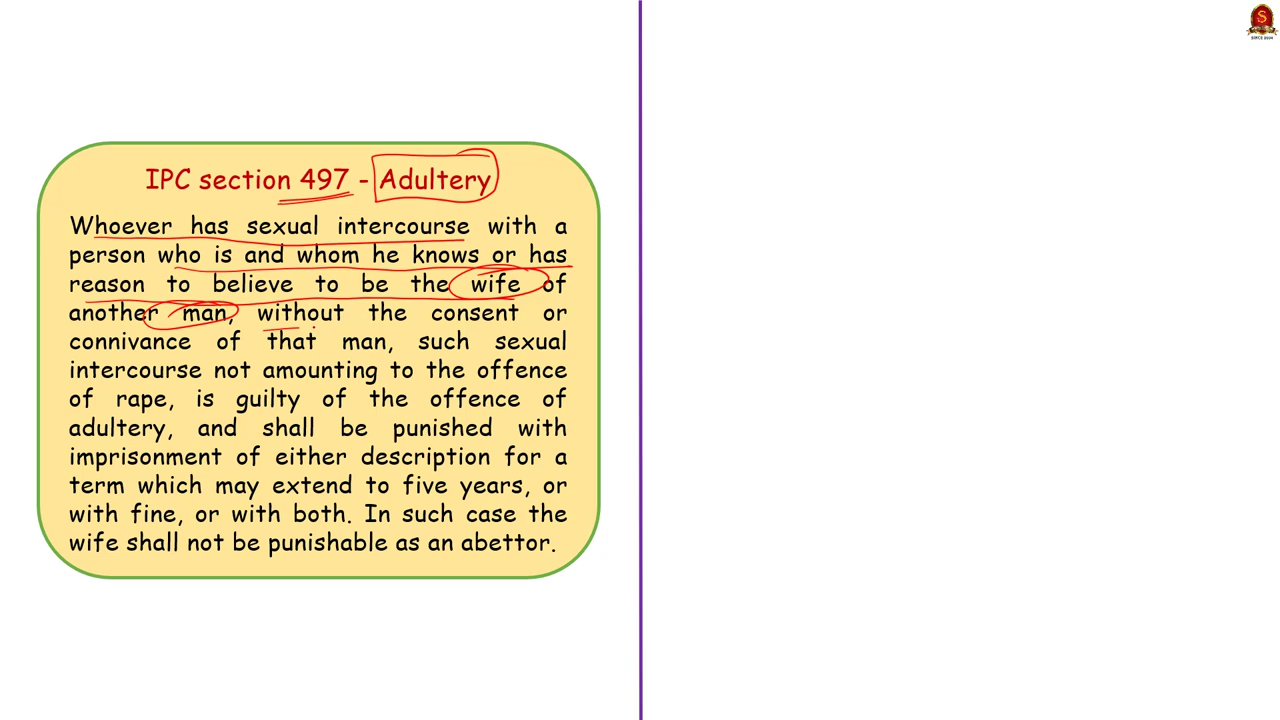 IPC section 497 - Adultery
Whoever has sexual intercourse with a
person who is and whom he knows or has
reason to believe to be the wife of
another man, without the consent or
connivance of that man, such sexual
intercourse not amounting to the offence
of rape, is guilty of the offence of
adultery, and shall be punished with
imprisonment of either description for a
term which may extend to five years, or
with fine, or with both. In such case the
wife shall not be punishable as an abettor.
S